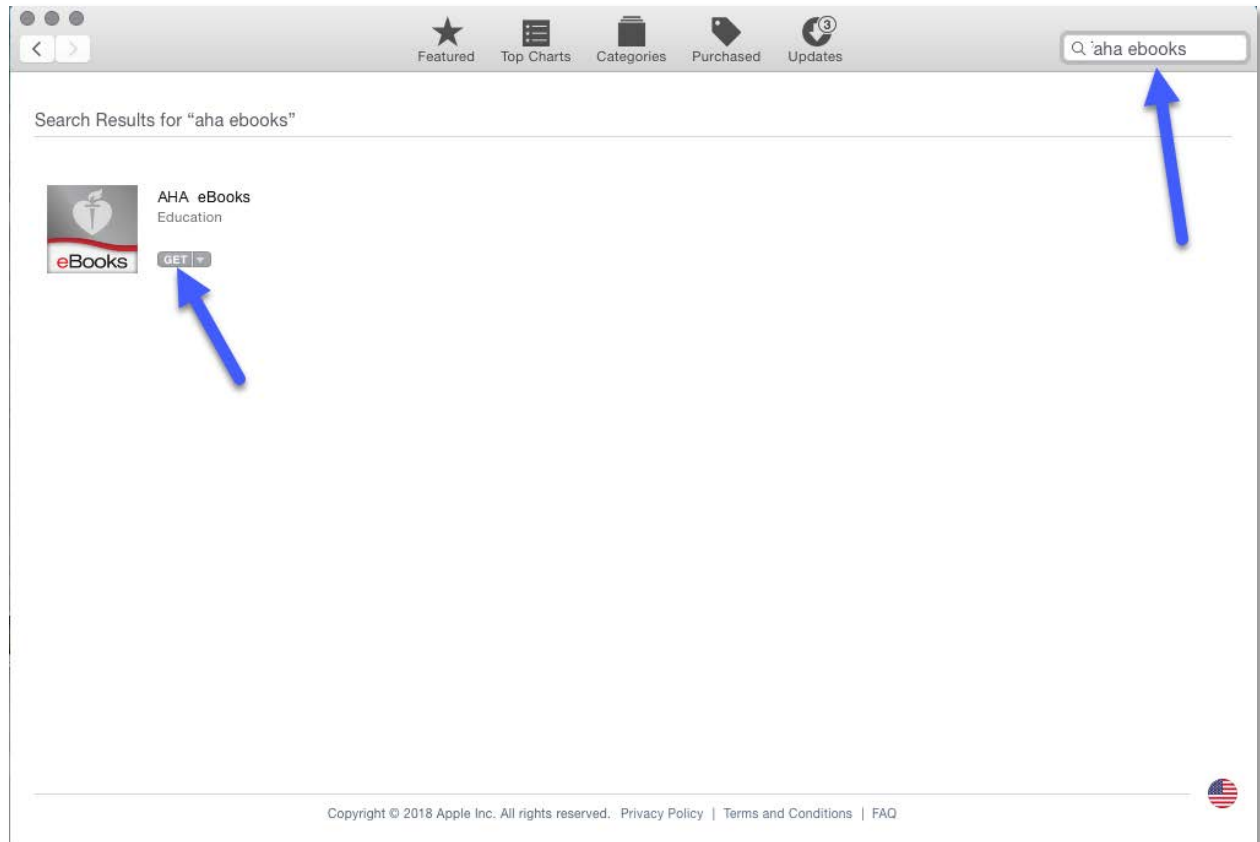 3
Featured Top Charts Categories Purchased Updates
aha ebooks
Search Results for “aha ebooks”
AHA eBooks
Education
eBooks
GET
Copyright © 2018 Apple Inc. All rights reserved. Privacy Policy | Terms and Conditions | FAQ